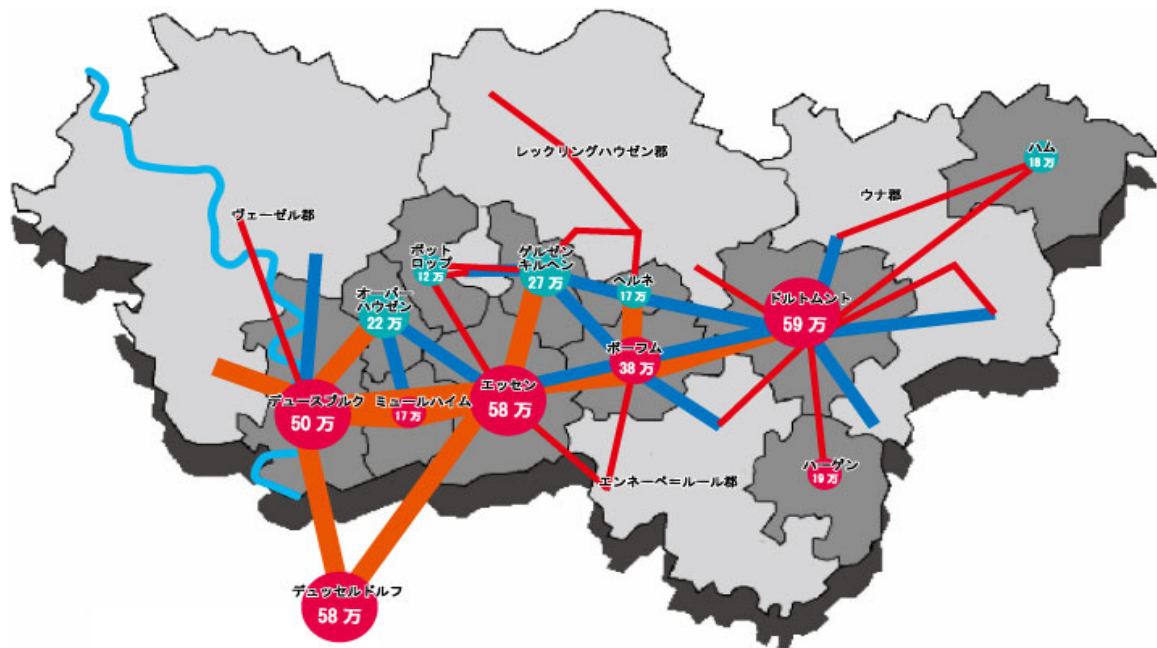 レックリングハウゼン郡
ハム
18万
ウナ郡
ヴェーゼル郡
ボット
ロップ
12万
ゲルゼン
キルヘン
27万
ヘルネ
17万
オーバー
ハウゼン
22万
ドルトムント
59万
ボーフム
38万
エッセン
58万
デュースブルク
50万
ミュールハイム
17万
ハーゲン
19万
エンネーペ=ルール郡
デュッセルドルフ
58万